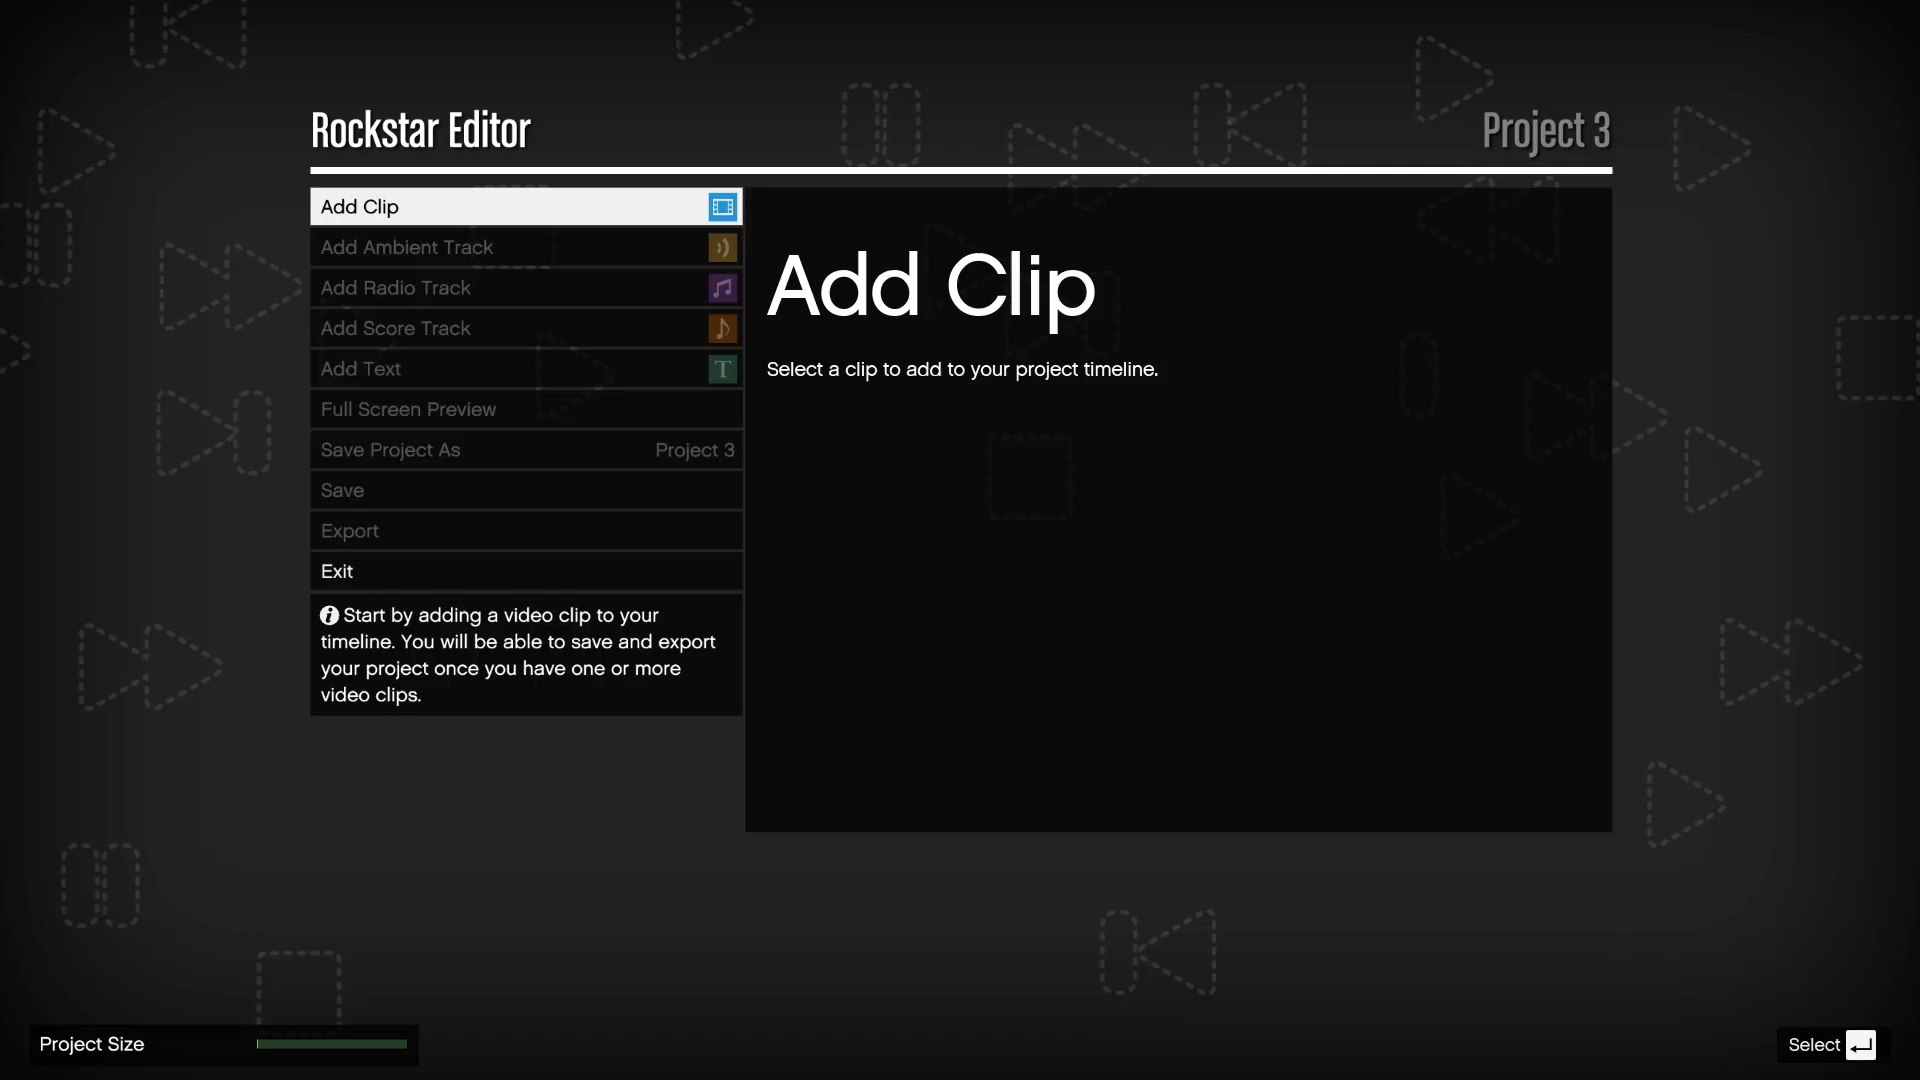 Rockstar Editor
Project 3
Add Clip
Add Ambient Track
Add Radio Track
Add Score Track
Add Text
T
Full Screen Preview
Save Project As Project 3
Save
Export
Exit
Start by adding a video clip to your
timeline. You will be able to save and export
your project once you have one or more
video clips.
Add Clip
Select a clip to add to your project timeline.
Project Size
Select